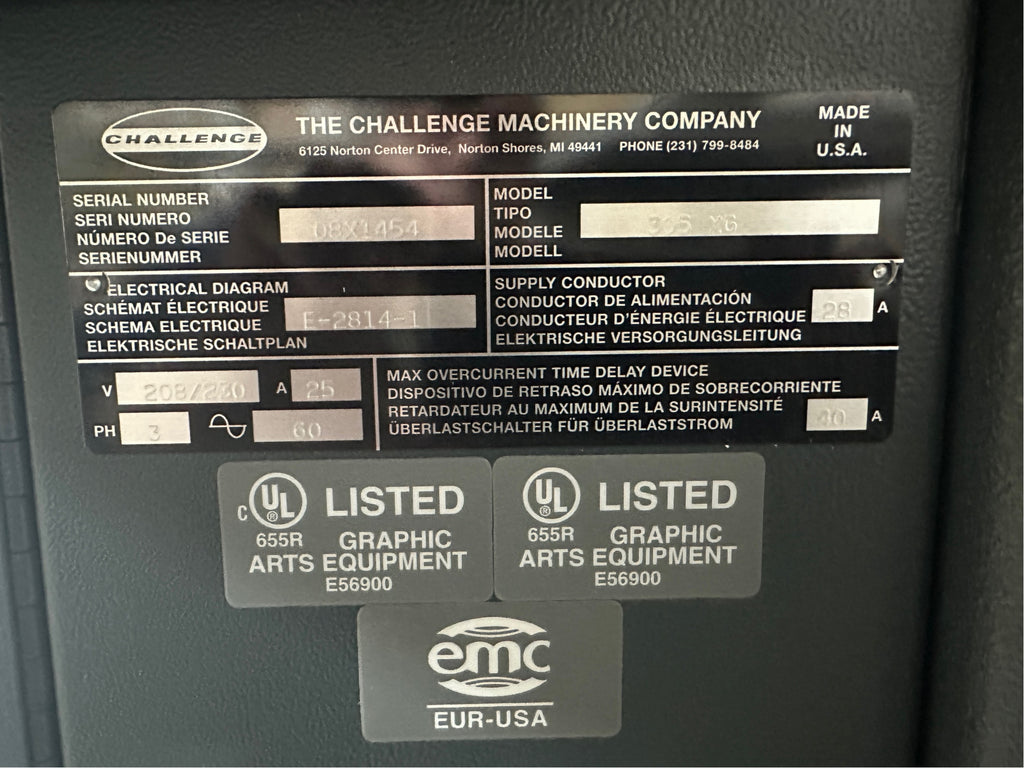 CHALLENGE
THE CHALLENGE MACHINERY COMPANY
6125 Norton Center Drive, Norton Shores, MI 49441 PHONE (231) 799-8484
MADE
IN
U.S.A.
SERIAL NUMBER
SERI NUMERO
NÚMERO De SERIE
SERIENUMMER
08X1454
MODEL
TIPO
MODELE
MODELL
ELECTRICAL DIAGRAM
SCHÉMAT ÉLECTRIQUE
SCHEMA ELECTRIQUE
ELEKTRISCHE SCHALTPLAN
E-2814-1
SUPPLY CONDUCTOR
CONDUCTOR DE ALIMENTACIÓN
CONDUCTEUR D'ÉNERGIE ÉLECTRIQUE
ELEKTRISCHE VERSORGUNGSLEITUNG
28 A
V 208/230 A 25
PH 3 60
MAX OVERCURRENT TIME DELAY DEVICE
DISPOSITIVO DE RETRASO MÁXIMO DE SOBRECORRIENTE
RETARDATEUR AU MAXIMUM DE LA SURINTENSITÉ
ÜBERLASTSCHALTER FÜR ÜBERLASTSTROM
40 A
C UL ® LISTED
655R GRAPHIC
ARTS EQUIPMENT
E56900
UL ® LISTED
655R GRAPHIC
ARTS EQUIPMENT
E56900
emc
EUR-USA